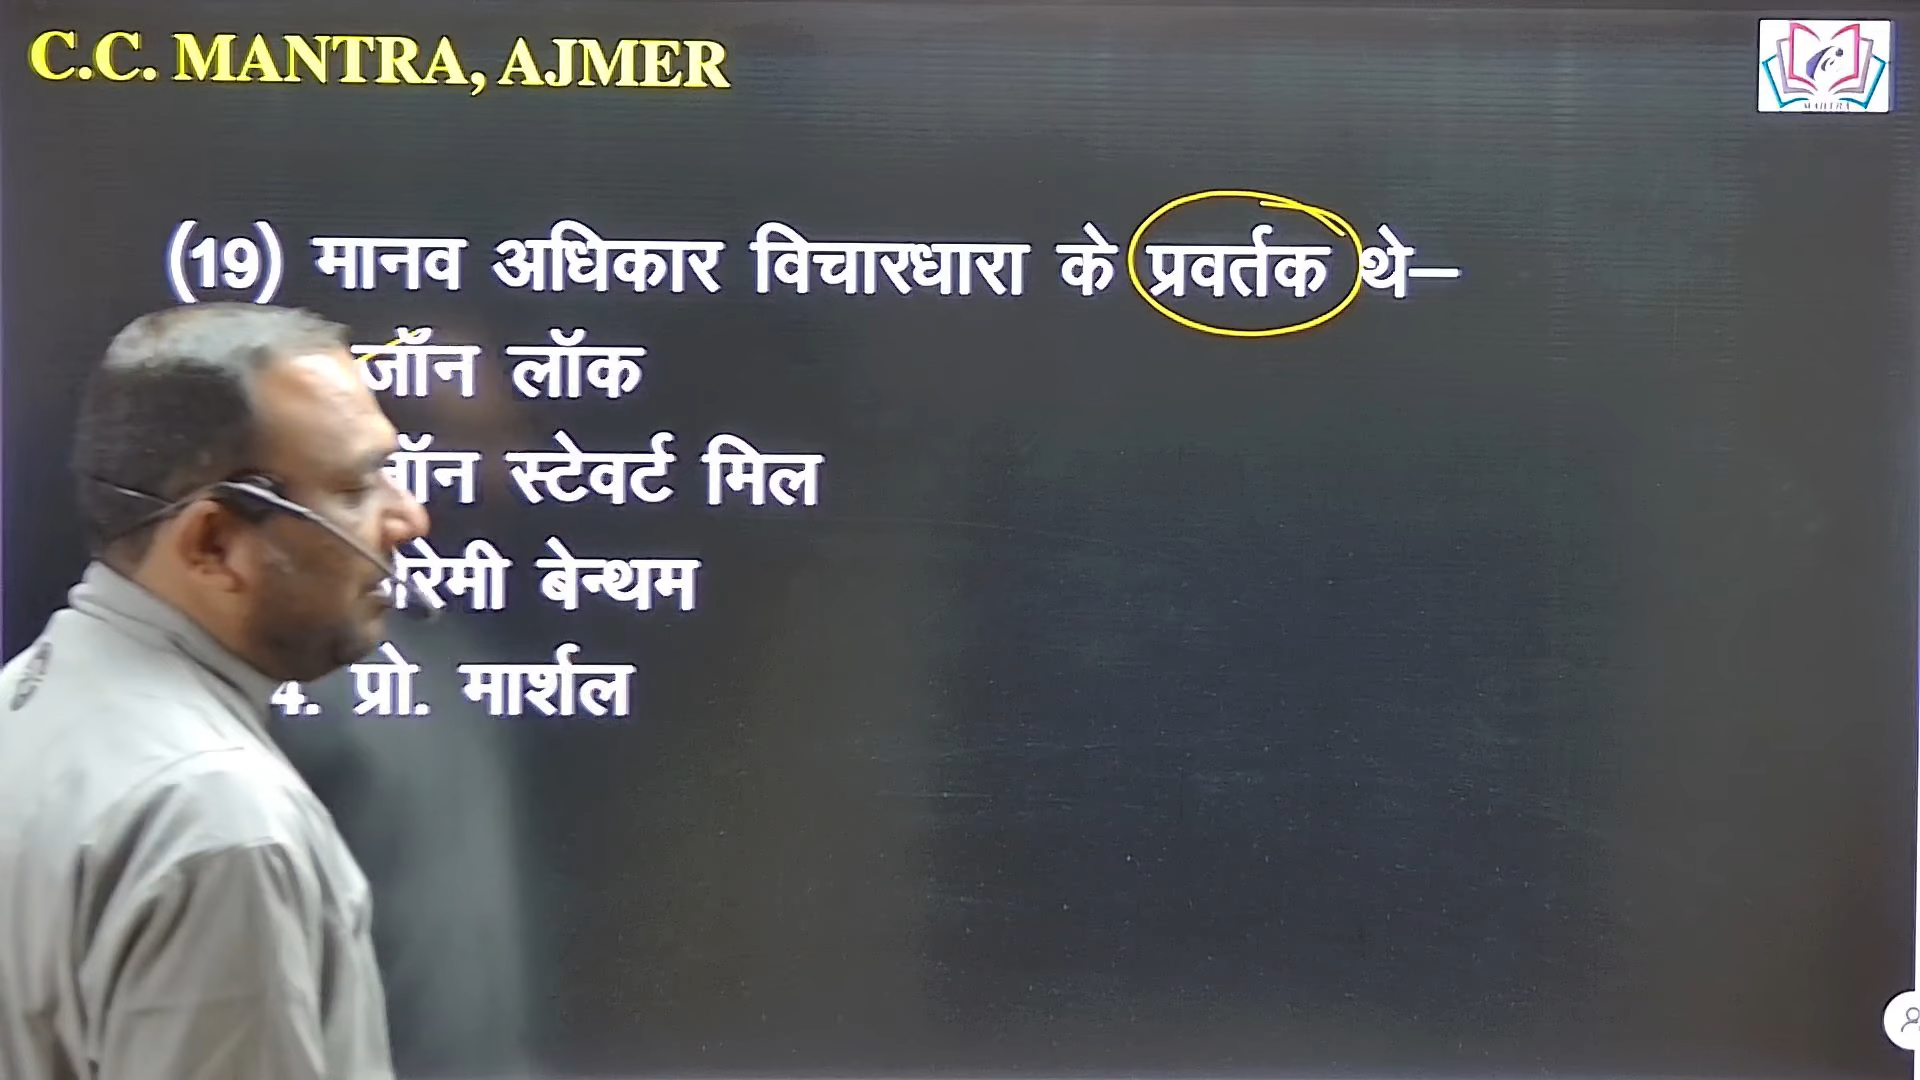 C.C. MANTRA, AJMER
(19) मानव अधिकार विचारधारा के प्रवर्तक थे–
जॉन लॉक
जॉन स्टेवर्ट मिल
बेन्थम
4. प्रो. मार्शल